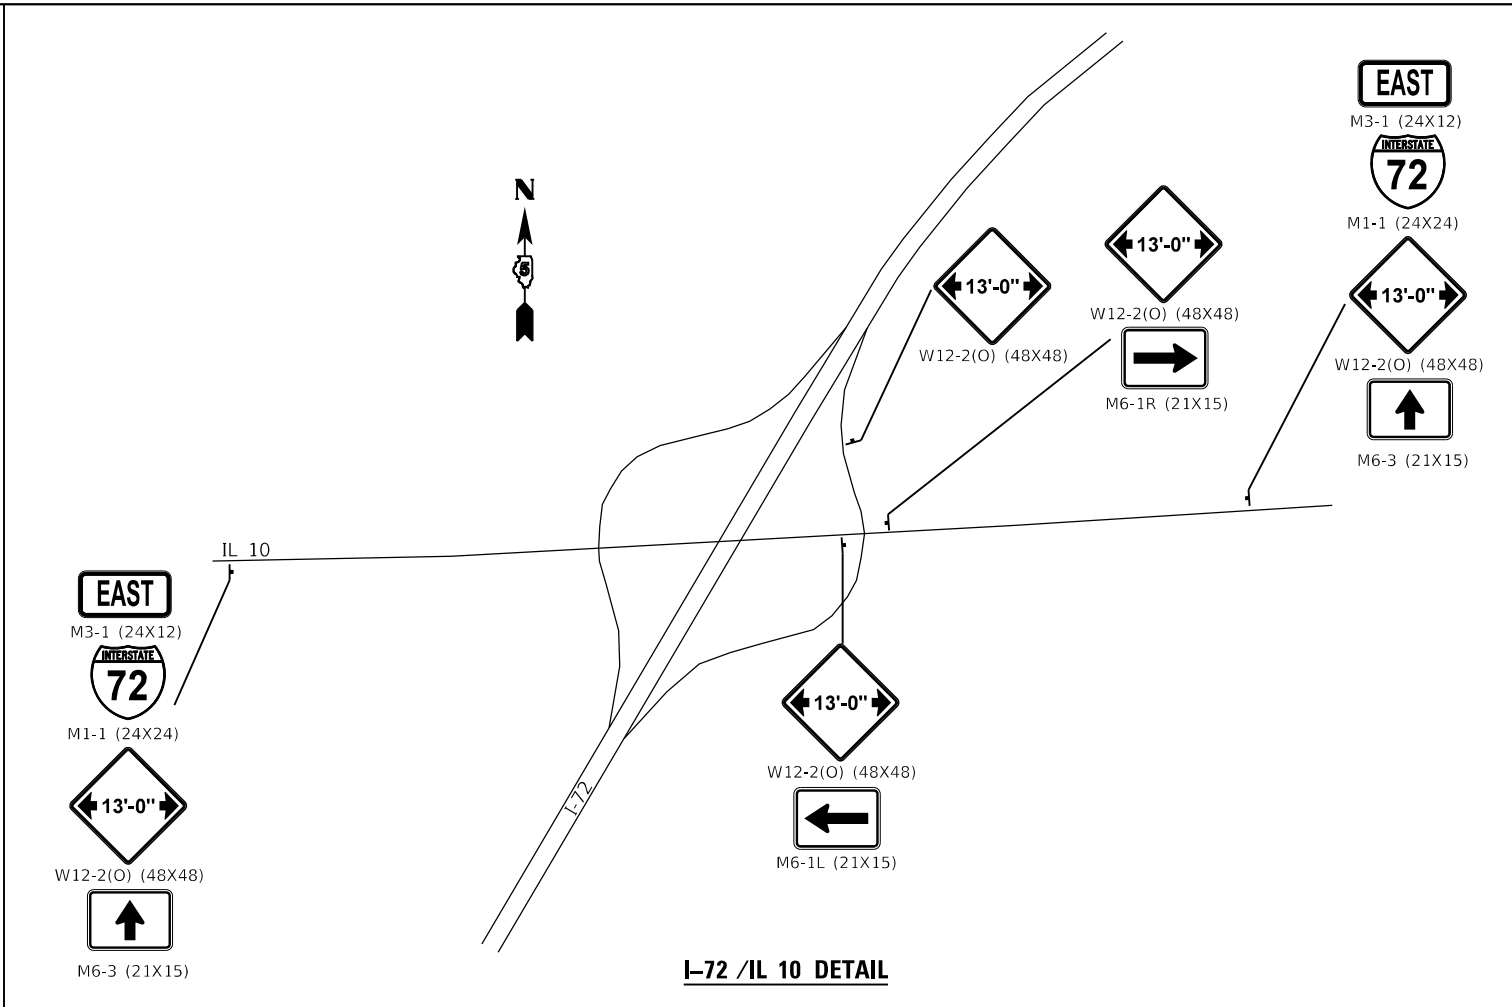 N
5
13'-0"
W12-2(O) (48X48)
13'-0"
W12-2(O) (48X48)
M6-1R (21X15)
EAST
M3-1 (24X12)
INTERSTATE
72
M1-1 (24X24)
13'-0"
W12-2(O) (48X48)
M6-3 (21X15)
IL 10
EAST
M3-1 (24X12)
INTERSTATE
72
M1-1 (24X24)
13'-0"
W12-2(O) (48X48)
M6-3 (21X15)
I-72
13'-0"
W12-2(O) (48X48)
M6-1L (21X15)
I-72 /IL 10 DETAIL